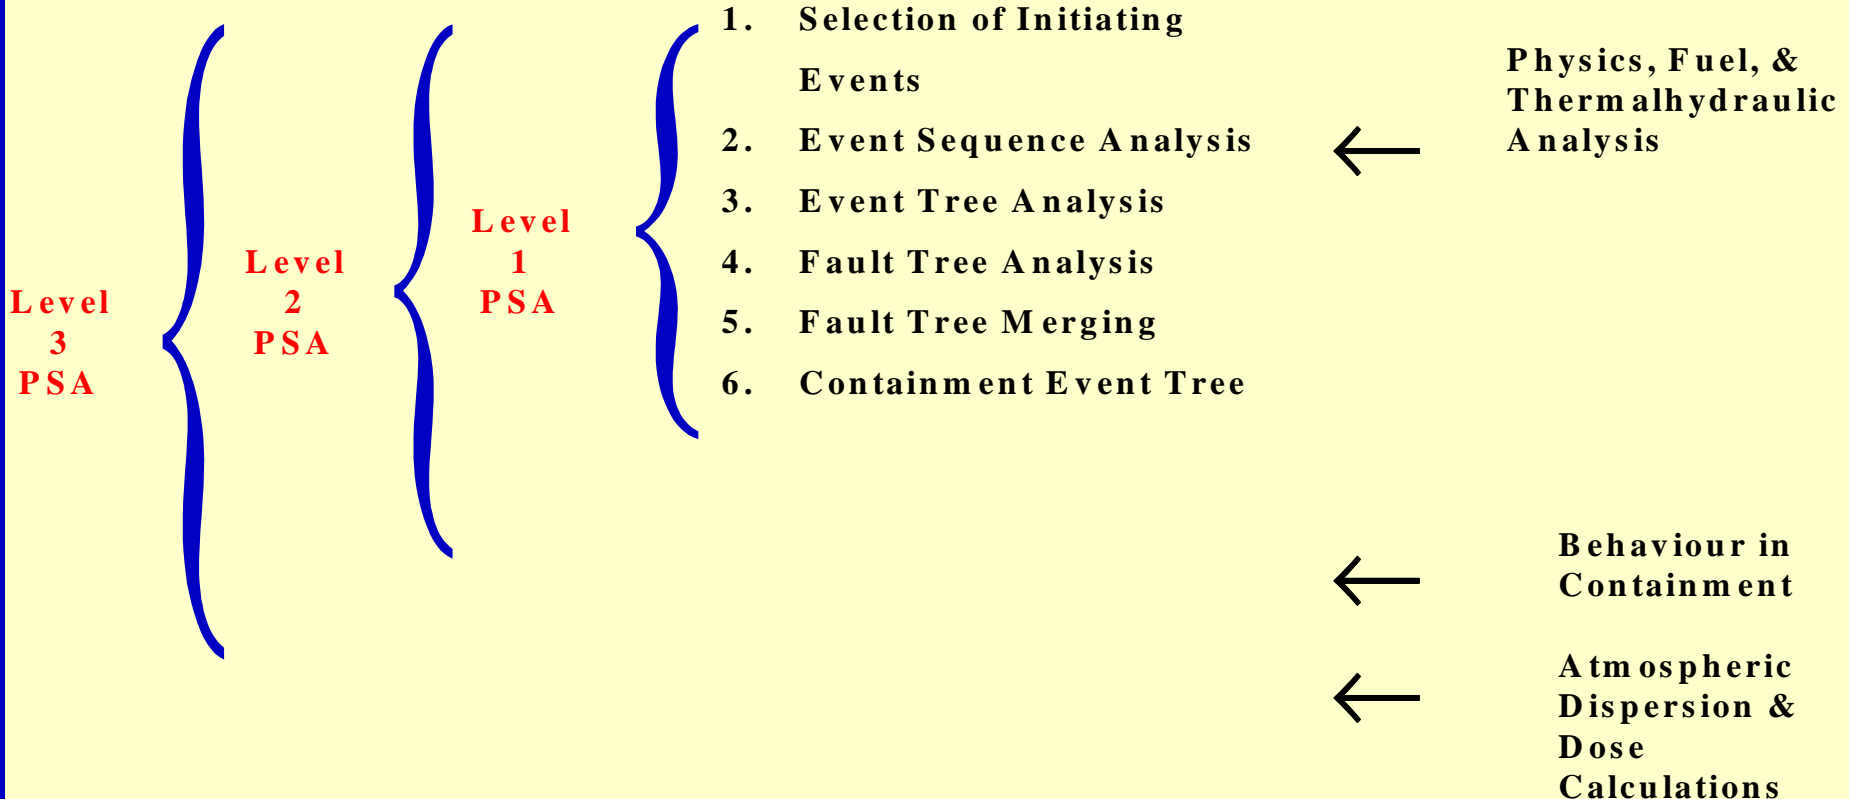 Level
3
PSA
Level
2
PSA
Level
1
PSA
1. Selection of Initiating
Events
2. Event Sequence Analysis
3. Event Tree Analysis
4. Fault Tree Analysis
5. Fault Tree Merging
6. Containment Event Tree
Physics, Fuel, &
Thermalhydraulic
Analysis
Behaviour in
Containment
Atmospheric
Dispersion &
Dose
Calculations